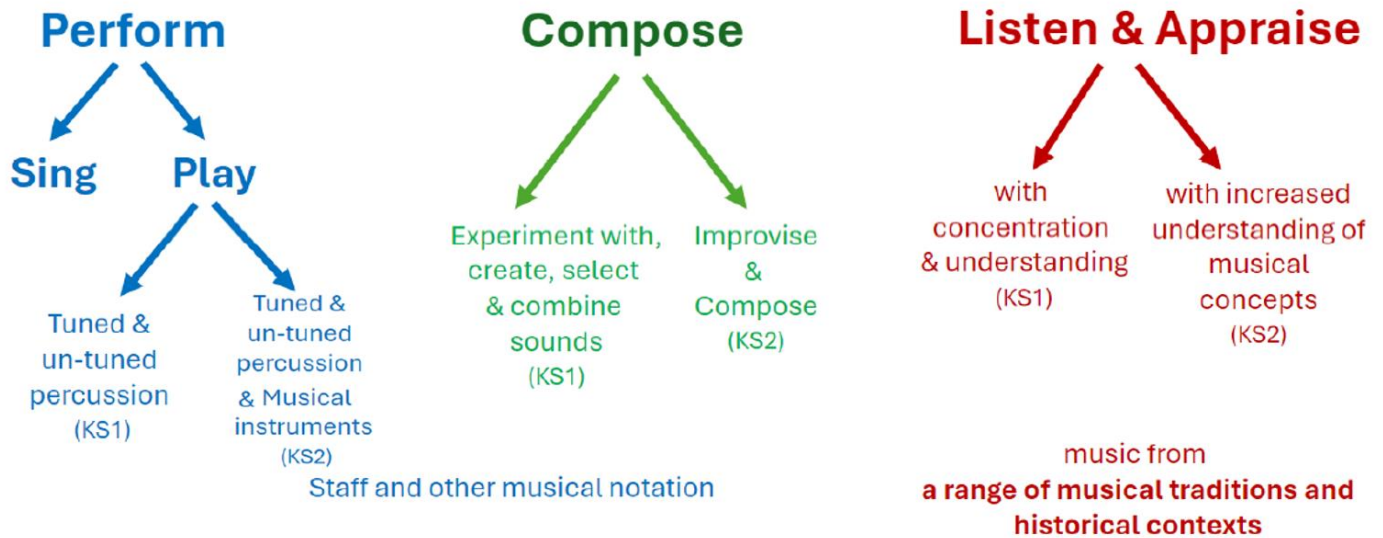 Perform
Sing
Play
Tuned &
un-tuned
percussion
(KS1)
Tuned &
un-tuned
percussion
& Musical
instruments
(KS2)
Staff and other musical notation
Compose
Experiment with,
create, select
& combine
sounds
(KS1)
Improvise
&
Compose
(KS2)
Listen & Appraise
with
concentration
& understanding
(KS1)
with increased
understanding of
musical
concepts
(KS2)
music from
a range of musical traditions and
historical contexts